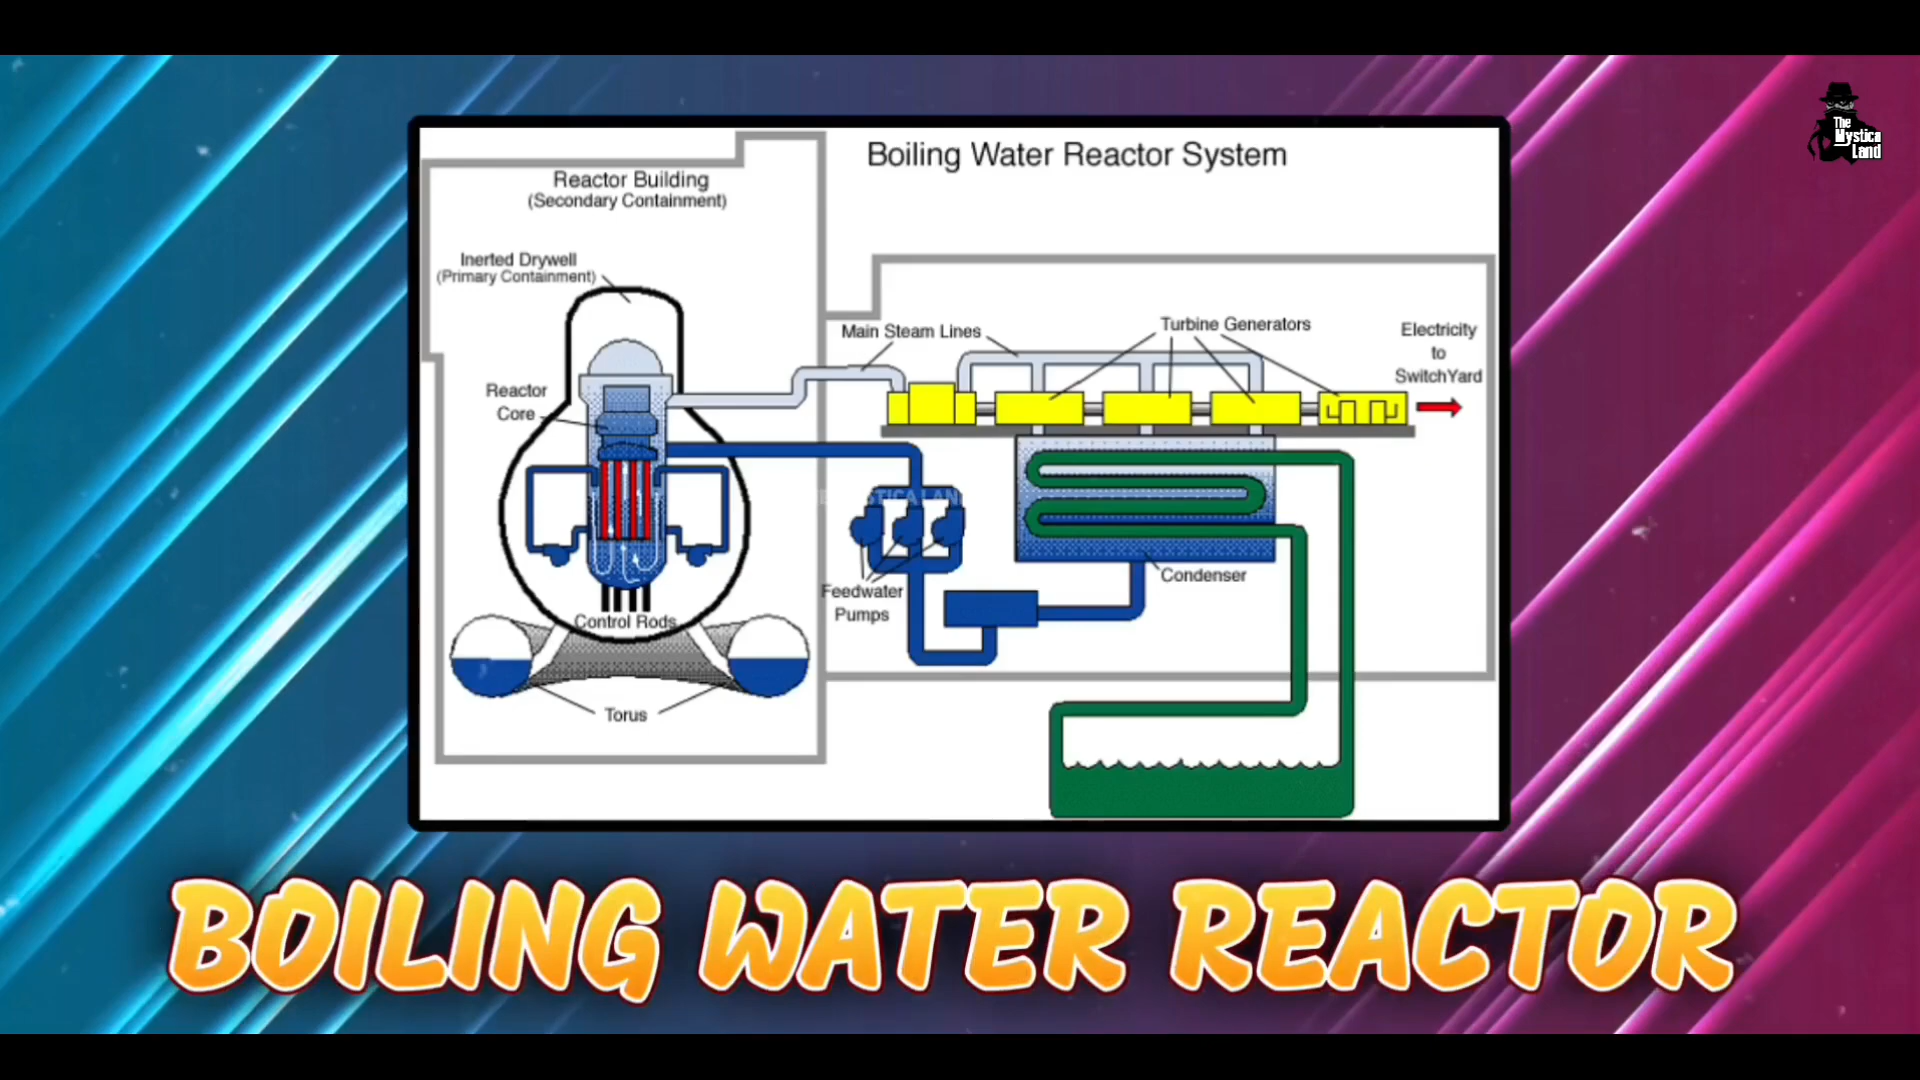 The
Mystica
Land
Boiling Water Reactor System
Reactor Building
(Secondary Containment)
Inerted Drywell
(Primary Containment)
Main Steam Lines
Turbine Generators
Electricity
to
SwitchYard
Reactor
Core
Feedwater
Pumps
Condenser
Control Rods
Torus
BOILING WATER REACTOR